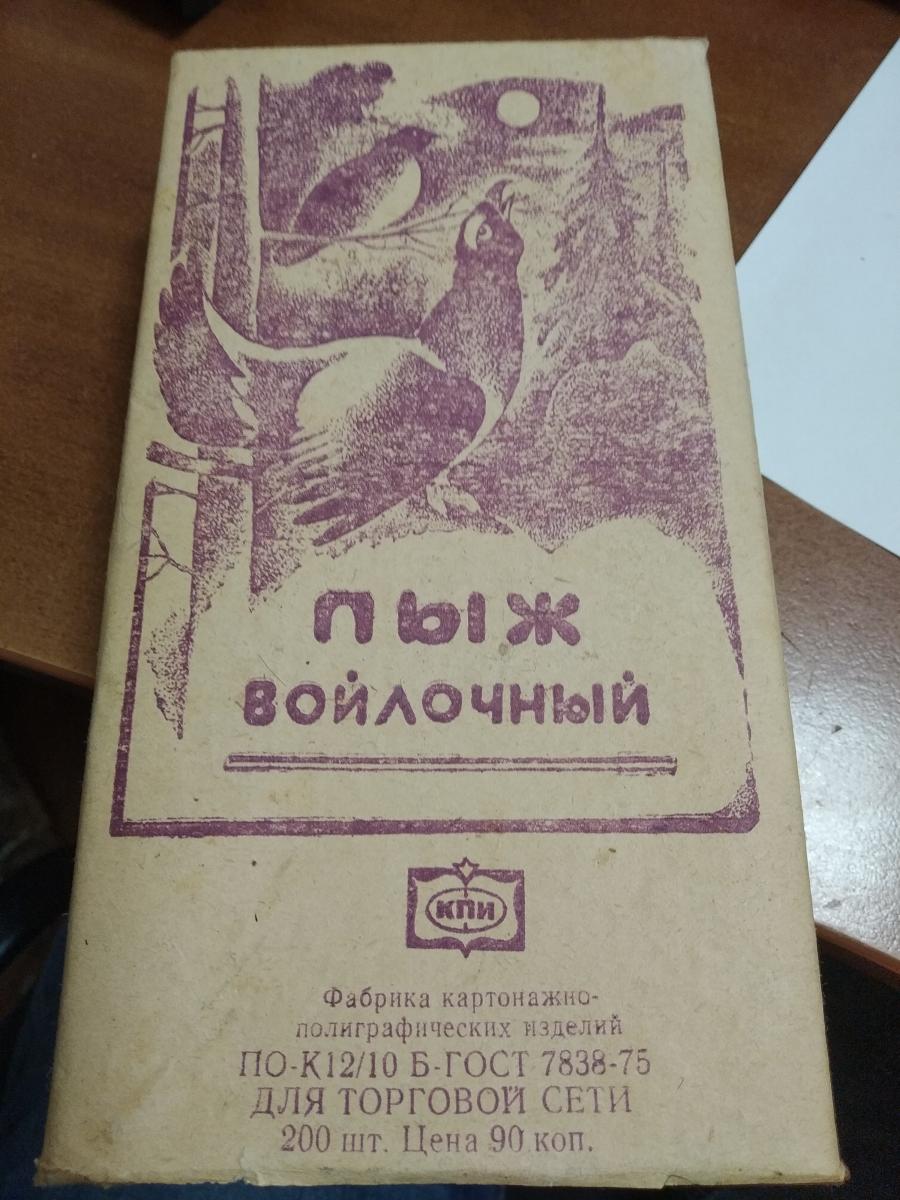 ПЫЖ
ВОЙЛОЧНЫЙ
КПИ
Фабрика картонажно-
полиграфических изделий
ПО-К12/10 Б-ГОСТ 7838-75
ДЛЯ ТОРГОВОЙ СЕТИ
200 шт. Цена 90 коп.